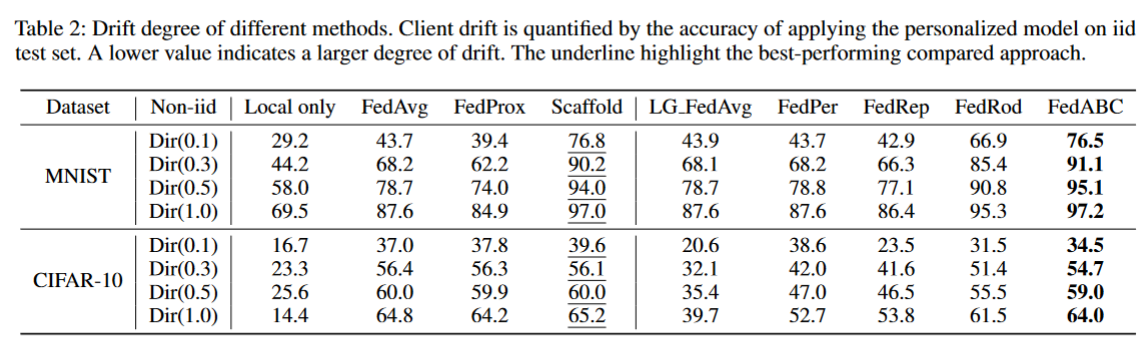 Table 2: Drift degree of different methods. Client drift is quantified by the accuracy of applying the personalized model on iid
test set. A lower value indicates a larger degree of drift. The underline highlight the best-performing compared approach.
Dataset Non-iid Local only FedAvg FedProx Scaffold LG_FedAvg FedPer FedRep FedRod FedABC
MNIST
Dir(0.1) 29.2 43.7 39.4 76.8 43.9 43.7 42.9 66.9 76.5
Dir(0.3) 44.2 68.2 62.2 90.2 68.1 68.2 66.3 85.4 91.1
Dir(0.5) 58.0 78.7 74.0 94.0 78.7 78.8 77.1 90.8 95.1
Dir(1.0) 69.5 87.6 84.9 97.0 87.6 87.6 86.4 95.3 97.2
CIFAR-10
Dir(0.1) 16.7 37.0 37.8 39.6 20.6 38.6 23.5 31.5 34.5
Dir(0.3) 23.3 56.4 56.3 56.1 32.1 42.0 41.6 51.4 54.7
Dir(0.5) 25.6 60.0 59.9 60.0 35.4 47.0 46.5 55.5 59.0
Dir(1.0) 14.4 64.8 64.2 65.2 39.7 52.7 53.8 61.5 64.0